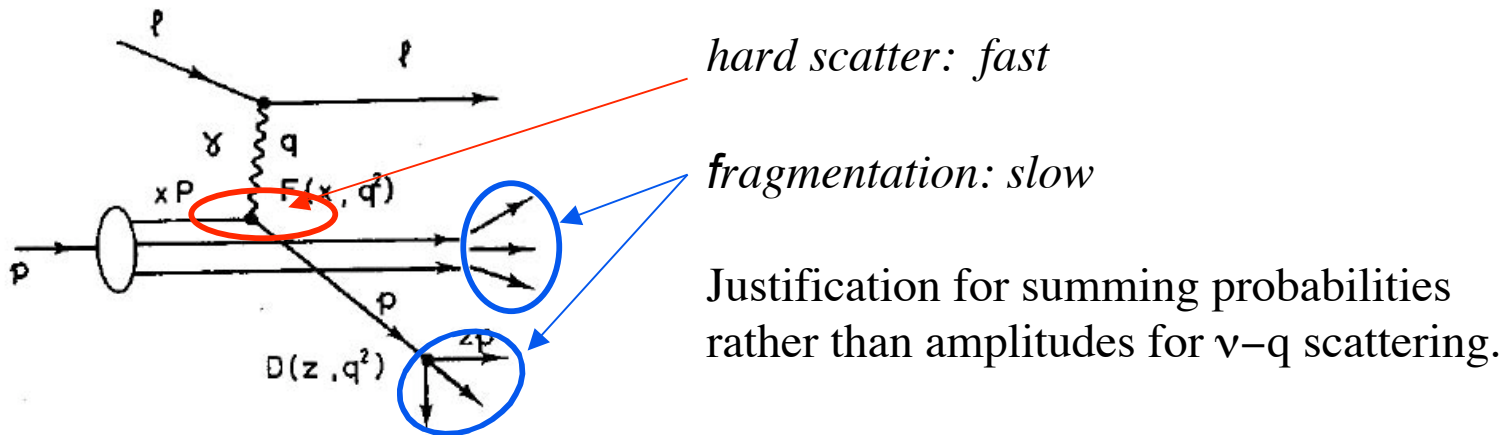 ℓ
ℓ
hard scatter: fast
γ q
xP F(x, q²)
fragmentation: slow
p
p
Justification for summing probabilities
rather than amplitudes for ν−q scattering.
zp
D(z, q²)